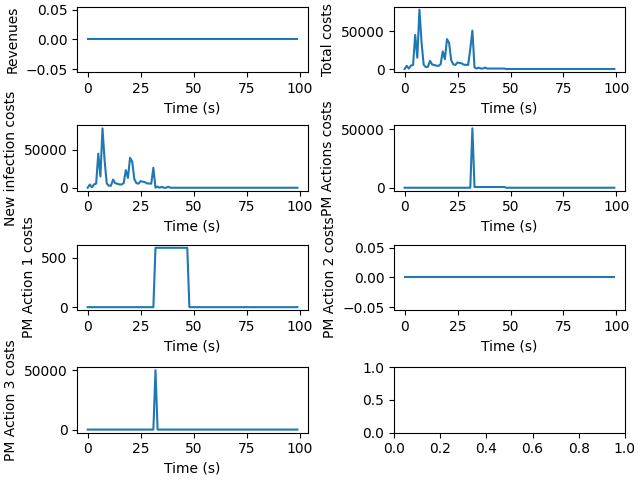 Revenues
0.05
0.00
−0.05
0 25 50 75 100
Time (s)
Total costs
50000
0
0 25 50 75 100
Time (s)
New infection costs
50000
0
0 25 50 75 100
Time (s)
PM Actions costs
50000
0
0 25 50 75 100
Time (s)
PM Action 1 costs
500
0
0 25 50 75 100
Time (s)
PM Action 2 costs
0.05
0.00
−0.05
0 25 50 75 100
Time (s)
PM Action 3 costs
50000
0
0 25 50 75 100
Time (s)
1.0
0.5
0.0
0.0 0.2 0.4 0.6 0.8 1.0